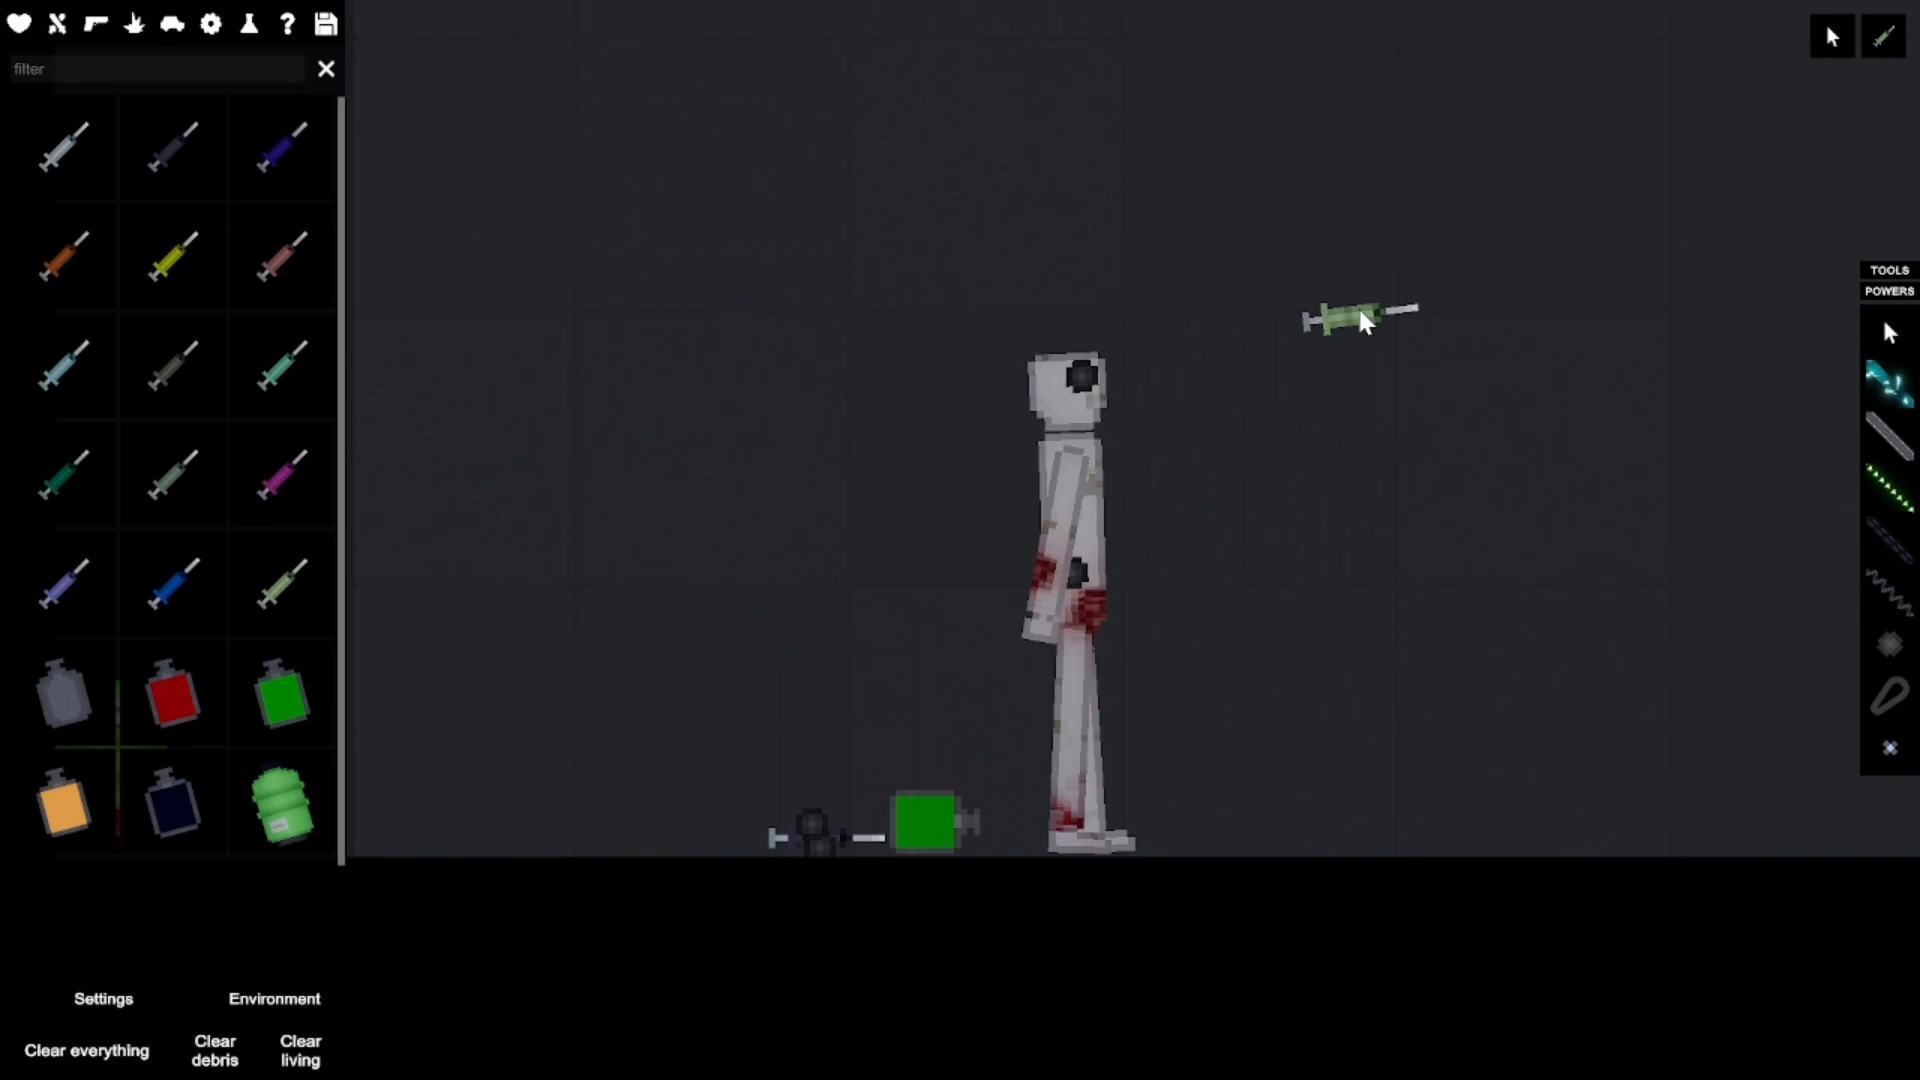 filter
TOOLS
POWERS
Settings
Environment
Clear everything
Clear
debris
Clear
living